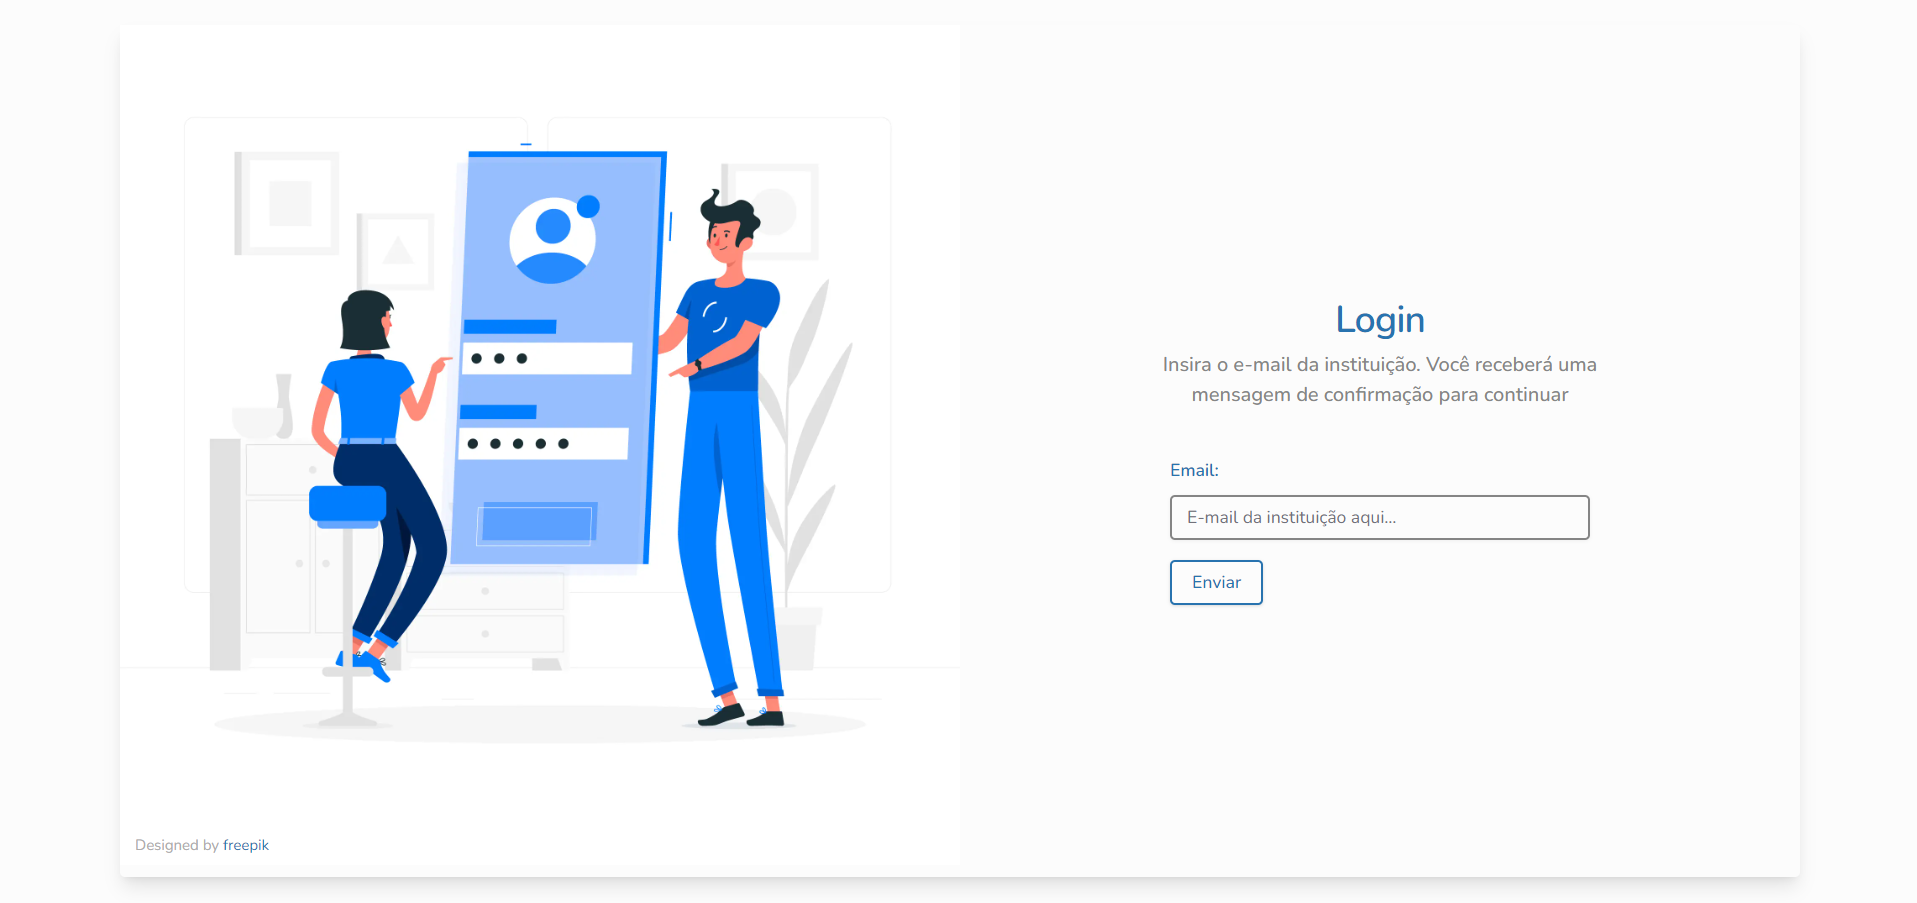 Login
Insira o e-mail da instituição. Você receberá uma
mensagem de confirmação para continuar
Email:
E-mail da instituição aqui...
Enviar
Designed by freepik